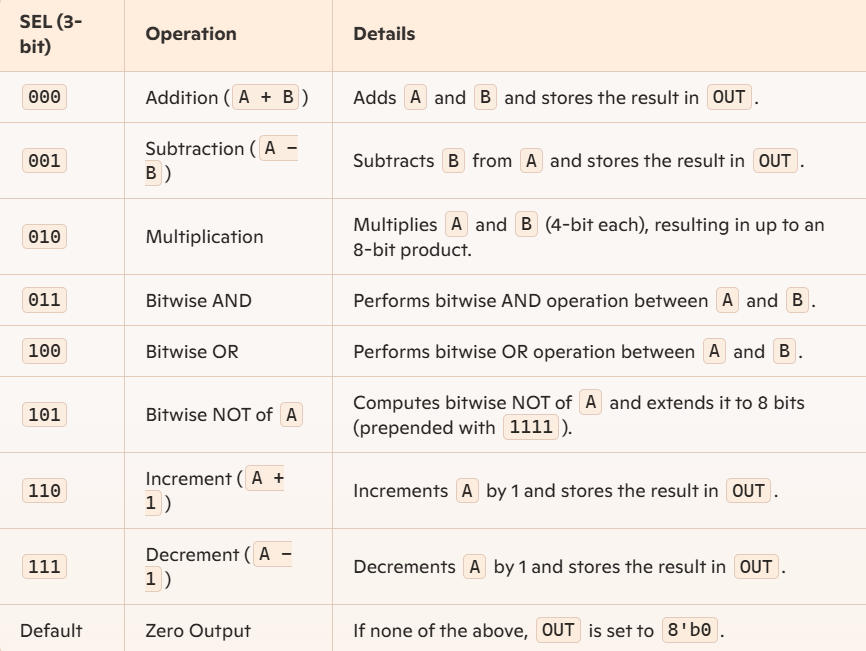 SEL (3-
bit)
Operation
Details
000
Addition ( A + B )
Adds A and B and stores the result in OUT .
001
Subtraction ( A −
B )
Subtracts B from A and stores the result in OUT .
010
Multiplication
Multiplies A and B (4-bit each), resulting in up to an
8-bit product.
011
Bitwise AND
Performs bitwise AND operation between A and B .
100
Bitwise OR
Performs bitwise OR operation between A and B .
101
Bitwise NOT of A
Computes bitwise NOT of A and extends it to 8 bits
(prepended with 1111 ).
110
Increment ( A +
1 )
Increments A by 1 and stores the result in OUT .
111
Decrement ( A −
1 )
Decrements A by 1 and stores the result in OUT .
Default
Zero Output
If none of the above, OUT is set to 8'b0 .